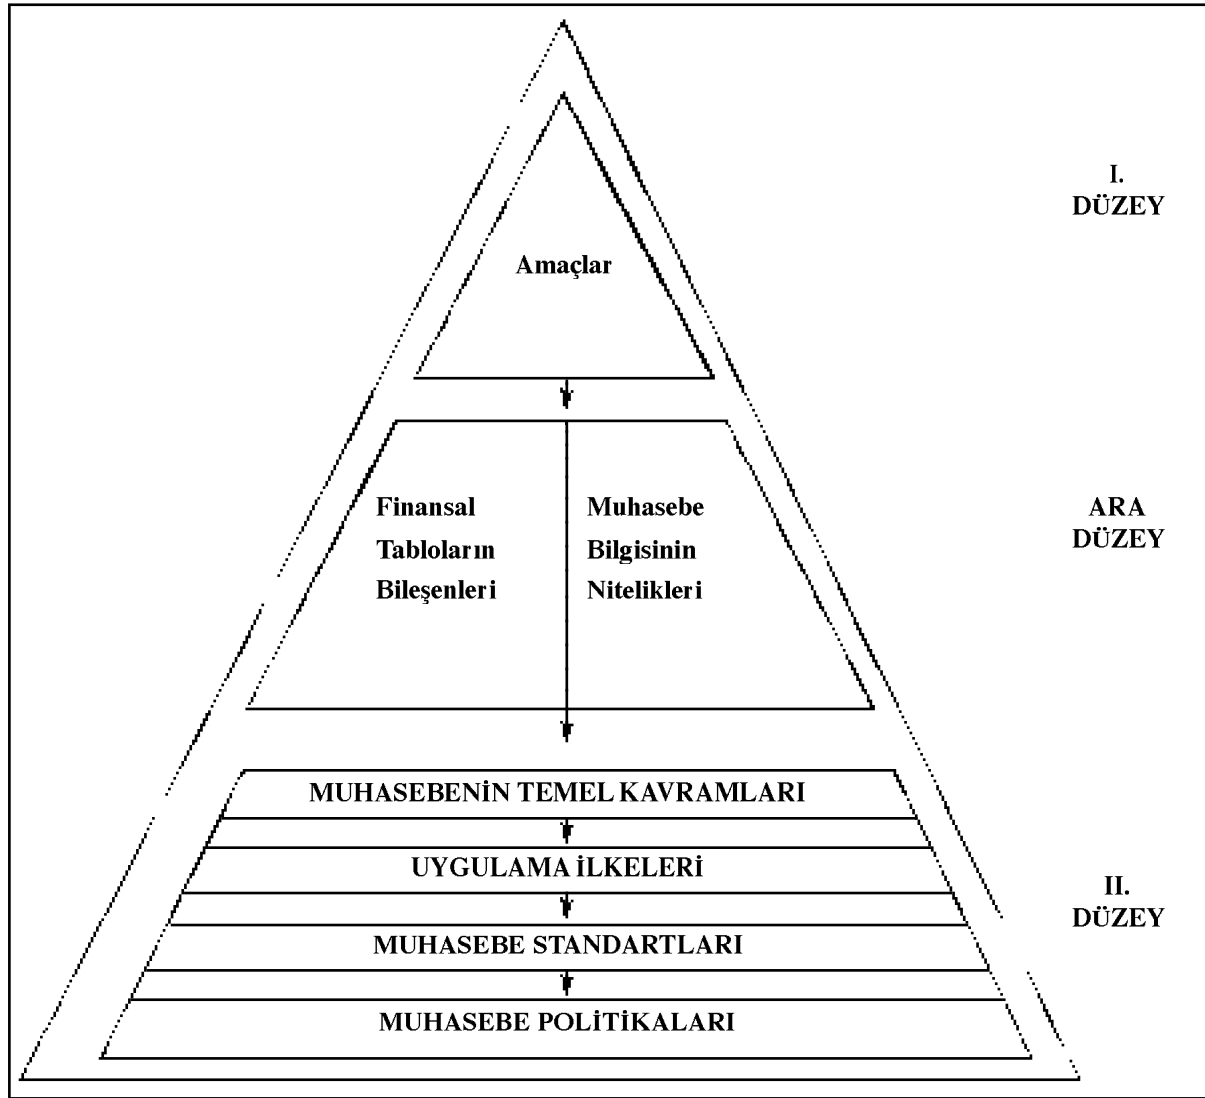 I.
DÜZEY
Amaçlar
Finansal
Tabloların
Bileşenleri
Muhasebe
Bilgisinin
Nitelikleri
ARA
DÜZEY
MUHASEBENİN TEMEL KAVRAMLARI
UYGULAMA İLKELERİ
MUHASEBE STANDARTLARI
MUHASEBE POLİTİKALARI
II.
DÜZEY